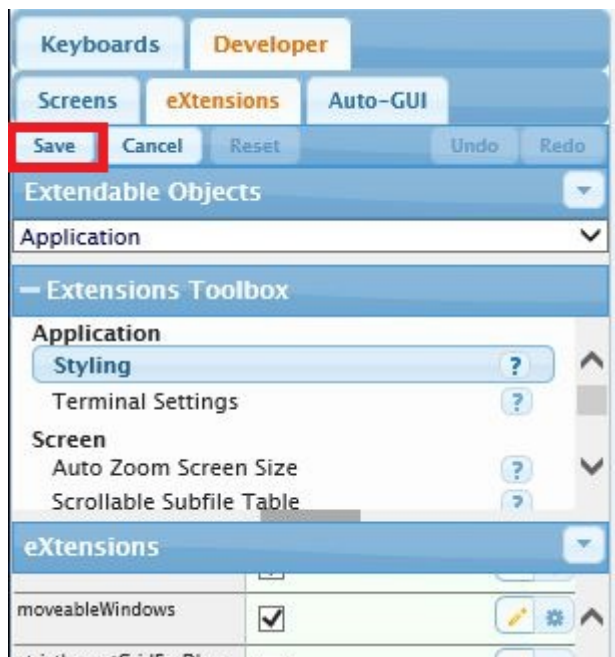 Keyboards Developer
Screens eXtensions Auto-GUI
Save Cancel Reset Undo Redo
Extendable Objects
Application
Extensions Toolbox
Application
Styling ?
Terminal Settings ?
Screen
Auto Zoom Screen Size ?
Scrollable Subfile Table ?
eXtensions
moveableWindows